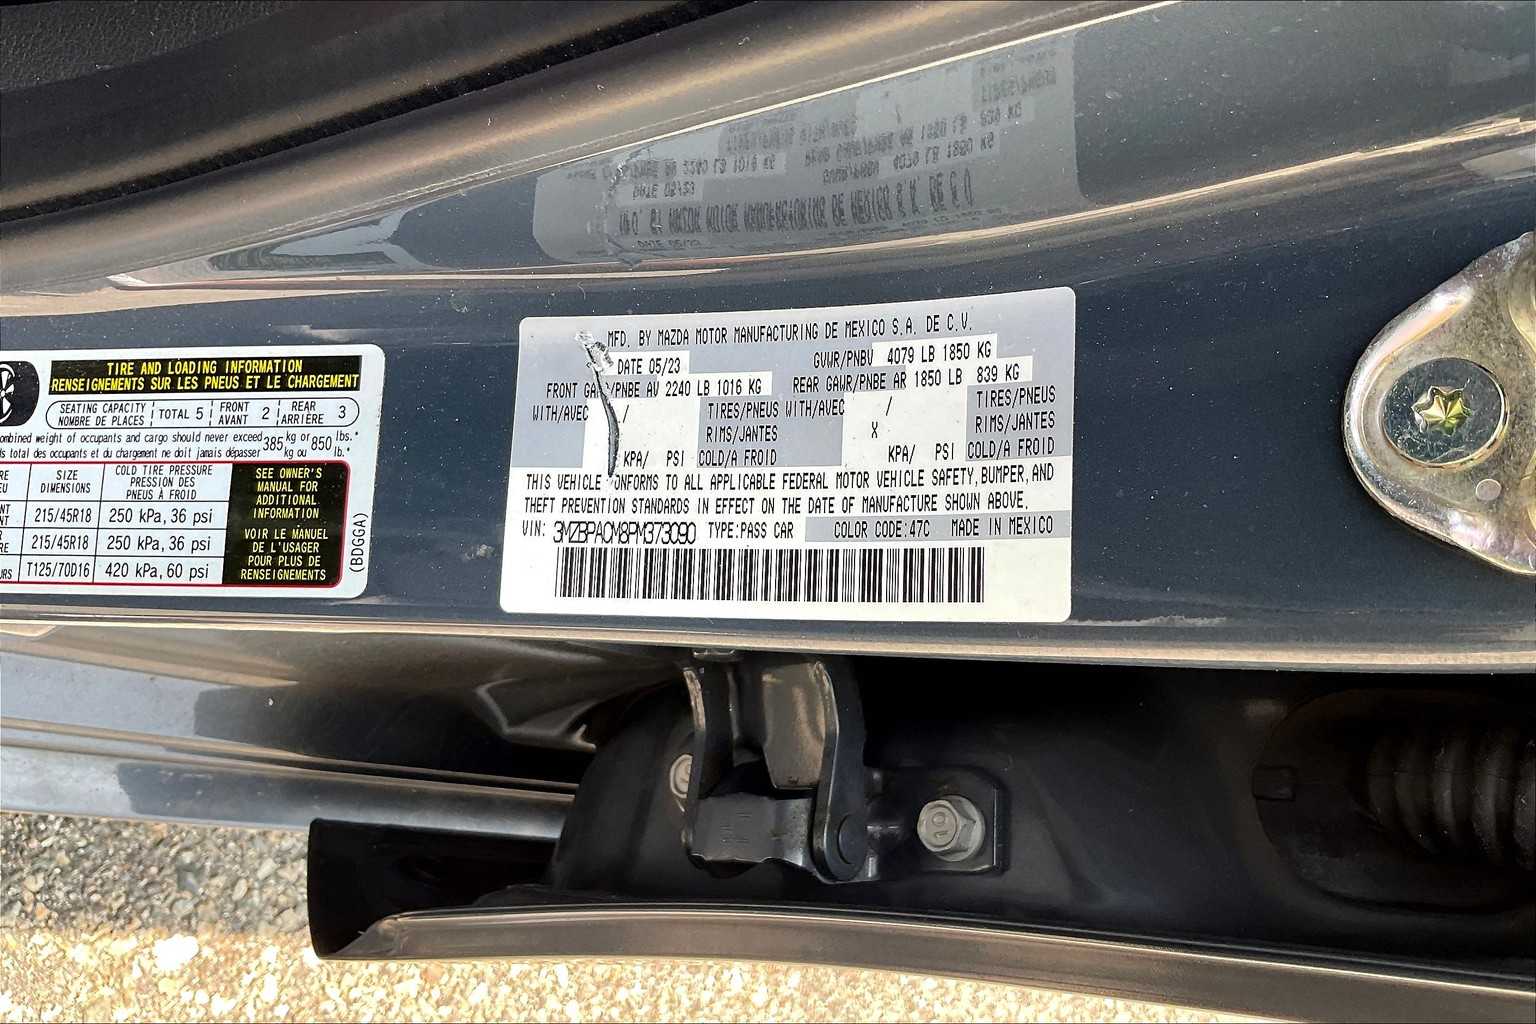 TIRE AND LOADING INFORMATION
RENSEIGNEMENTS SUR LES PNEUS ET LE CHARGEMENT
SEATING CAPACITY TOTAL 5 FRONT 2 REAR 3
NOMBRE DE PLACES AVANT ARRIÈRE
combined weight of occupants and cargo should never exceed 385 kg or 850 lbs.
total des occupants et du chargement ne doit jamais dépasser kg ou lb.
SIZE COLD TIRE PRESSURE
DIMENSIONS PRESSION DES
PNEUS À FROID
215/45R18 250 kPa, 36 psi
215/45R18 250 kPa, 36 psi
T125/70D16 420 kPa, 60 psi
SEE OWNER'S
MANUAL FOR
ADDITIONAL
INFORMATION
VOIR LE MANUEL
DE L'USAGER
POUR PLUS DE
RENSEIGNEMENTS
(BDGGA)
MFD. BY MAZDA MOTOR MANUFACTURING DE MEXICO S.A. DE C.V.
DATE 05/23 GVWR/PNBV 4079 LB 1850 KG
FRONT GAWR/PNBE AV 2240 LB 1016 KG REAR GAWR/PNBE AR 1850 LB 839 KG
WITH/AVEC / TIRES/PNEUS WITH/AVEC / TIRES/PNEUS
RIMS/JANTES X RIMS/JANTES
KPA/ PSI COLD/A FROID KPA/ PSI COLD/A FROID
THIS VEHICLE CONFORMS TO ALL APPLICABLE FEDERAL MOTOR VEHICLE SAFETY, BUMPER, AND
THEFT PREVENTION STANDARDS IN EFFECT ON THE DATE OF MANUFACTURE SHOWN ABOVE.
VIN: 3MZBPACM8PM373090 TYPE:PASS CAR COLOR CODE:47C MADE IN MEXICO
10